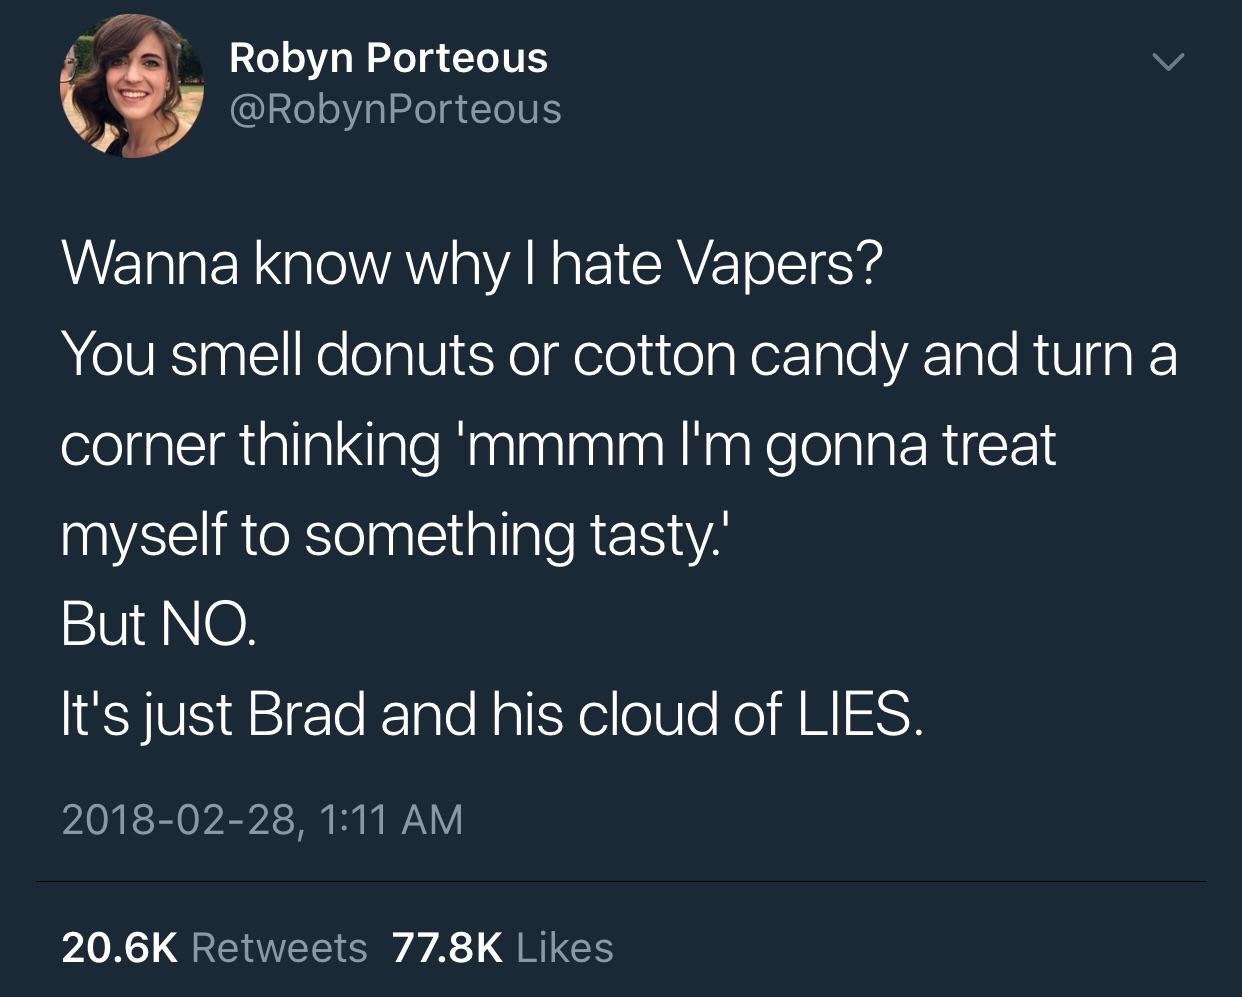 Robyn Porteous
@RobynPorteous
Wanna know why I hate Vapers?
You smell donuts or cotton candy and turn a
corner thinking 'mmmm I'm gonna treat
myself to something tasty.'
But NO.
It's just Brad and his cloud of LIES.
2018-02-28, 1:11 AM
20.6K Retweets 77.8K Likes